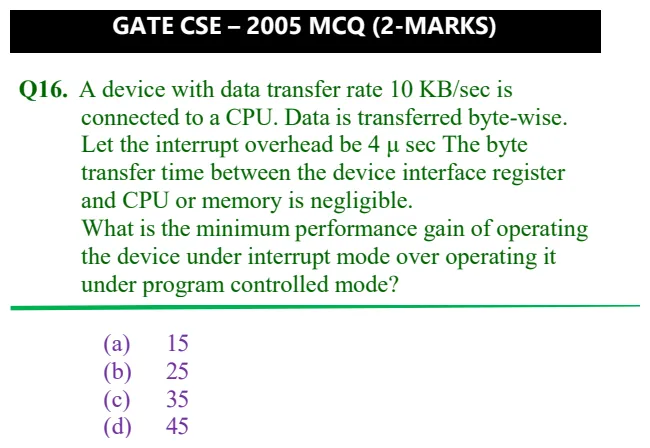 GATE CSE – 2005 MCQ (2-MARKS)
Q16. A device with data transfer rate 10 KB/sec is
connected to a CPU. Data is transferred byte-wise.
Let the interrupt overhead be 4 μ sec The byte
transfer time between the device interface register
and CPU or memory is negligible.
What is the minimum performance gain of operating
the device under interrupt mode over operating it
under program controlled mode?
(a) 15
(b) 25
(c) 35
(d) 45